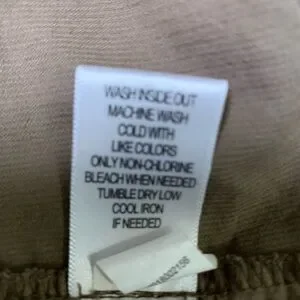 WASH INSIDE OUT
MACHINE WASH
COLD WITH
LIKE COLORS
ONLY NON-CHLORINE
BLEACH WHEN NEEDED
TUMBLE DRY LOW
COOL IRON
IF NEEDED